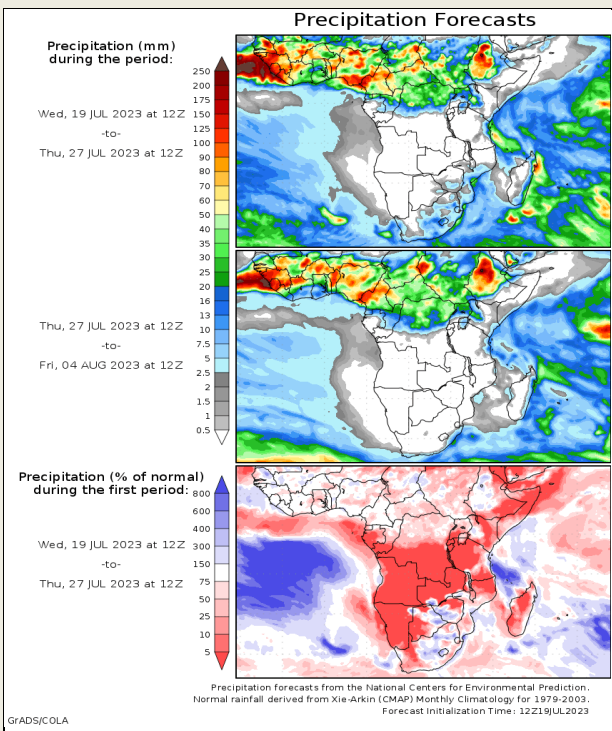 Precipitation Forecasts
Precipitation (mm)
during the period:
Wed, 19 JUL 2023 at 12Z
-to-
Thu, 27 JUL 2023 at 12Z
250
200
175
150
125
100
90
80
70
60
50
40
35
30
25
20
16
13
10
7.5
5
2.5
2
1.5
1
0.5
Thu, 27 JUL 2023 at 12Z
-to-
Fri, 04 AUG 2023 at 12Z
Precipitation (% of normal)
during the first period:
Wed, 19 JUL 2023 at 12Z
-to-
Thu, 27 JUL 2023 at 12Z
800
600
400
300
150
75
50
25
10
5
Precipitation forecasts from the National Centers for Environmental Prediction.
Normal rainfall derived from Xie-Arkin (CMAP) Monthly Climatology for 1979-2003.
Forecast Initialization Time: 12Z19JUL2023
GrADS/COLA